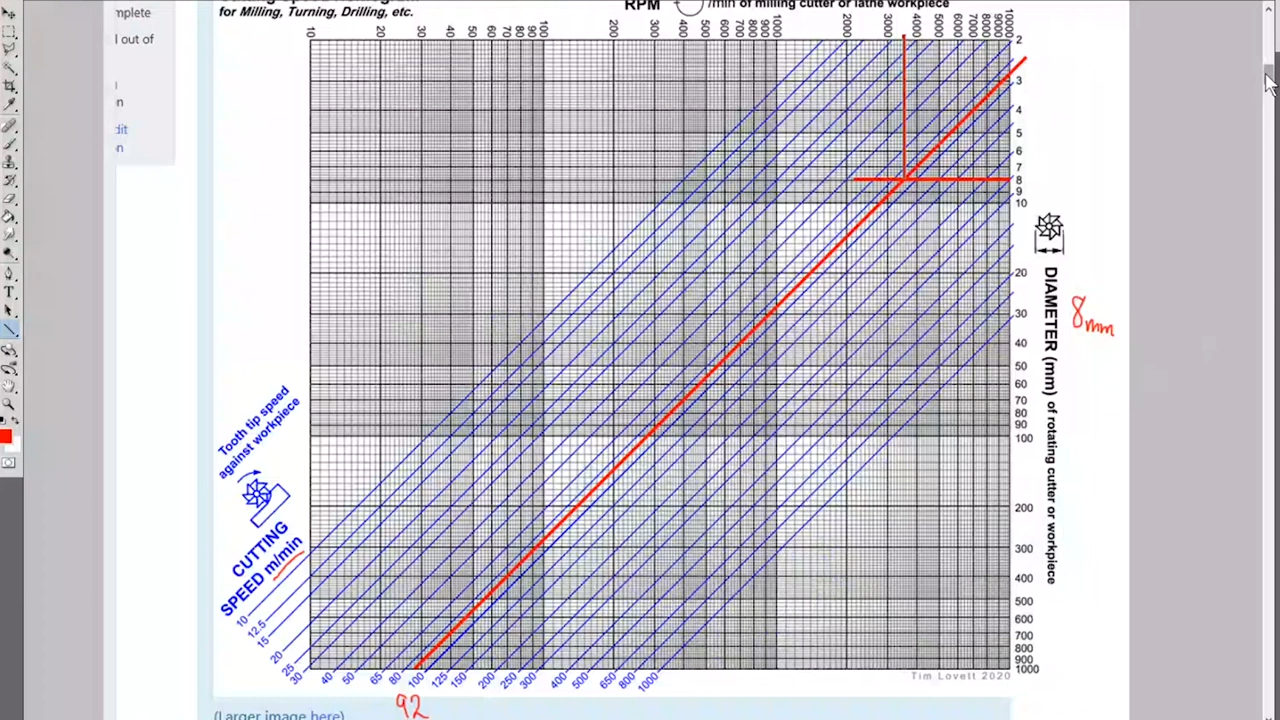 mplete
l out of
n
dit
on
for Milling, Turning, Drilling, etc.
RPM /min of milling cutter or lathe workpiece
10 20 30 40 50 60 70 80 90 100 200 300 400 500 600 700 800 900 1000 2000 3000 4000 5000 6000 7000 8000 9000
2
3
4
5
6
7
8
9
10
20
30
40
50
60
70
80
90
100
200
300
400
500
600
700
800
900
1000
DIAMETER (mm) of rotating cutter or workpiece
8mm
Tooth tip speed
against workpiece
CUTTING
SPEED m/min
10 12.5 15 20 25 30 40 50 65 80 100 125 150 200 250 300 400 500 650 800 1000
92
Tim Lovett 2020
(Larger image here)